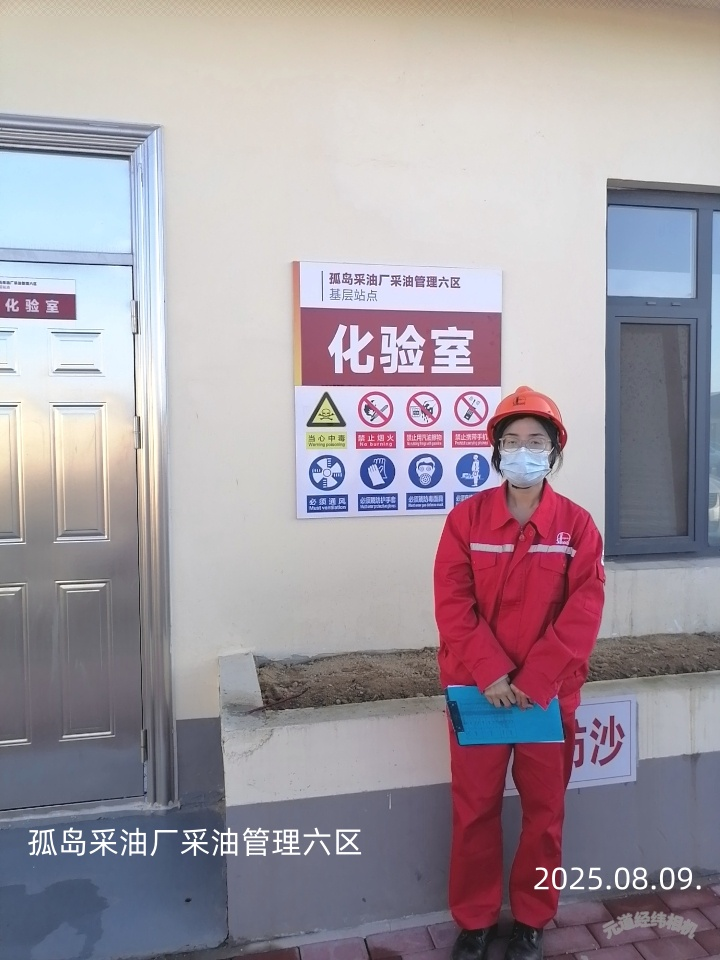 孤岛采油厂采油管理六区
基层站点
化验室
化验室
当心中毒
Warning poisoning
禁止烟火
No burning
禁止用汽油擦物
禁止携带手机
必须通风
Must ventilation
必须戴防护手套
必须戴防毒面具
防沙
孤岛采油厂采油管理六区
2025.08.09.
元道经纬相机